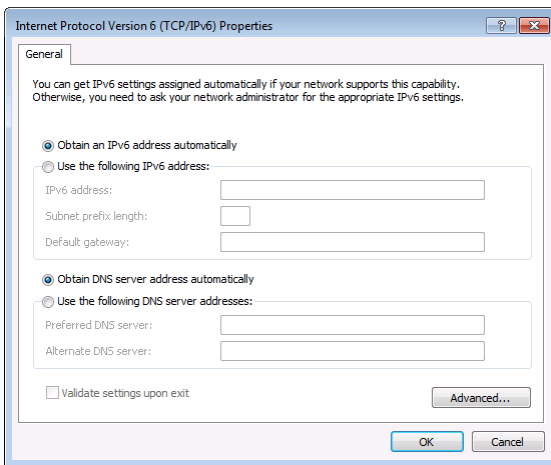 Internet Protocol Version 6 (TCP/IPv6) Properties
General
You can get IPv6 settings assigned automatically if your network supports this capability.
Otherwise, you need to ask your network administrator for the appropriate IPv6 settings.
Obtain an IPv6 address automatically
Use the following IPv6 address:
IPv6 address:
Subnet prefix length:
Default gateway:
Obtain DNS server address automatically
Use the following DNS server addresses:
Preferred DNS server:
Alternate DNS server:
Validate settings upon exit
Advanced...
OK Cancel